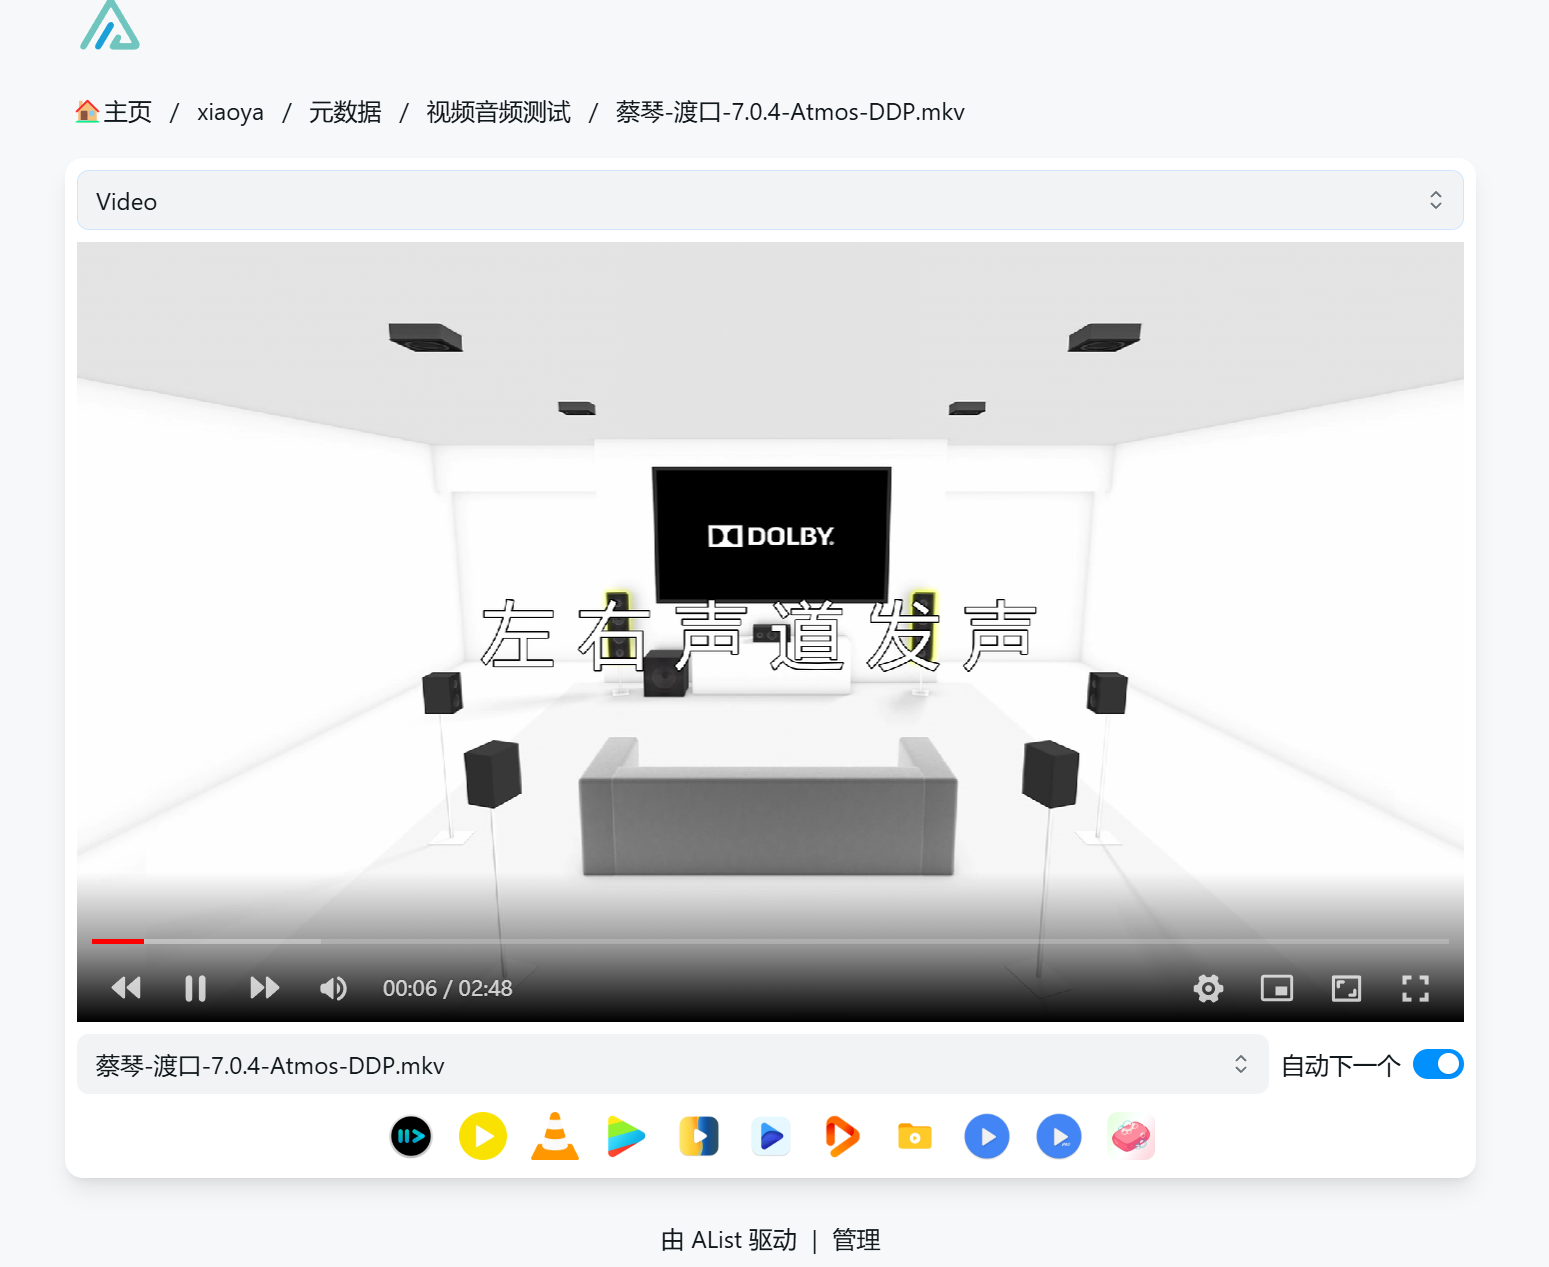 主页 / xiaoya / 元数据 / 视频音频测试 / 蔡琴-渡口-7.0.4-Atmos-DDP.mkv
Video
DOLBY.
左右声道发声
00:06 / 02:48
蔡琴-渡口-7.0.4-Atmos-DDP.mkv
自动下一个
由 AList 驱动 | 管理